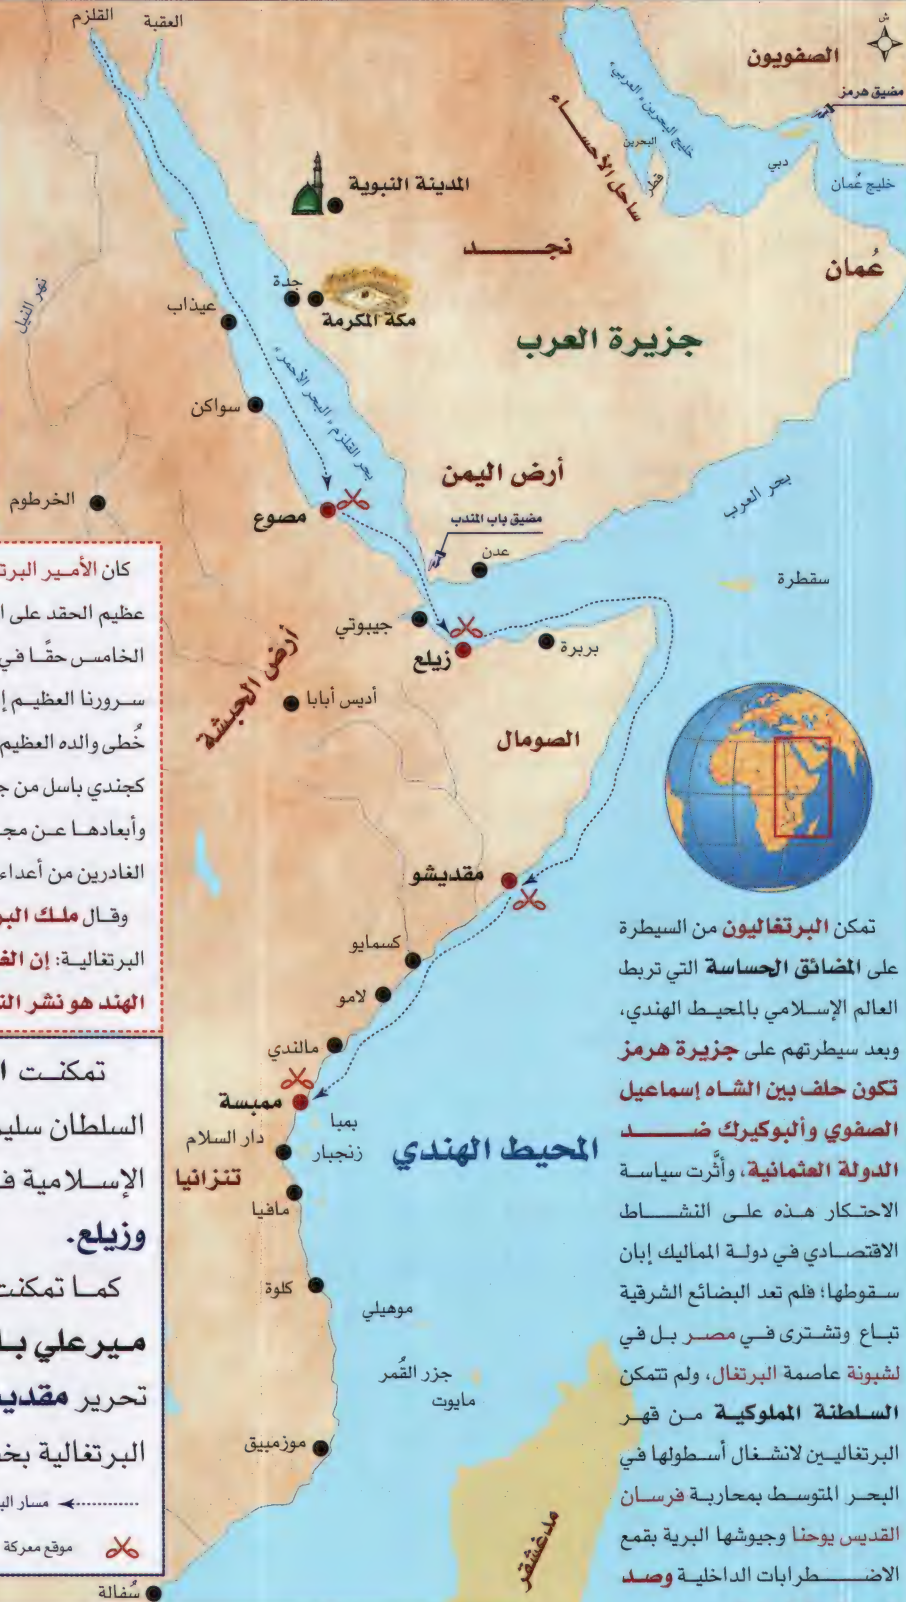 القلزم
العقبة
ش
الصفويون
مضيق هرمز
خليج البحرين «العربي»
البحرين
قطر
دبي
خليج عُمان
ساحل الأحساء
المدينة النبوية
نجد
عُمان
نهر النيل
جدة
مكة المكرمة
عيذاب
جزيرة العرب
بحر القلزم «البحر الأحمر»
سواكن
أرض اليمن
بحر العرب
الخرطوم
مصوع
مضيق باب المندب
عدن
سقطرة
جيبوتي
زيلع
بربرة
أرض الحبشة
أديس أبابا
الصومال
مقديشو
كسمايو
لامو
مالندي
ممبسة
بمبا
دار السلام
زنجبار
تنزانيا
المحيط الهندي
مافيا
كلوة
موهيلي
جزر القُمر
مايوت
موزمبيق
مدغشقر
سُفالة
كان الأمير البرت
عظيم الحقد على ا
الخامس حقًا في
سرورنا العظيم إ
خُطى والده العظيم
كجندي باسل من ج
وأبعادها عن مج
الغادرين من أعداء
وقال ملك البر
البرتغالية: إن الغ
الهند هو نشر الن
تمكنت ا
السلطان سليم
الإسلامية ف
وزيلع.
كما تمكنت
مير علي با
تحرير مقديش
البرتغالية بخ
مسار الب
موقع معركة
تمكن البرتغاليون من السيطرة
على المضائق الحساسة التي تربط
العالم الإسلامي بالمحيط الهندي،
وبعد سيطرتهم على جزيرة هرمز
تكون حلف بين الشاه إسماعيل
الصفوي وألبوكيرك ضد
الدولة العثمانية، وأثَّرت سياسة
الاحتكار هذه على النشاط
الاقتصادي في دولة المماليك إبان
سقوطها؛ فلم تعد البضائع الشرقية
تباع وتشترى في مصر بل في
لشبونة عاصمة البرتغال، ولم تتمكن
السلطنة المملوكية من قهر
البرتغاليين لانشغال أسطولها في
البحر المتوسط بمحاربة فرسان
القديس يوحنا وجيوشها البرية بقمع
الاضطرابات الداخلية وصد